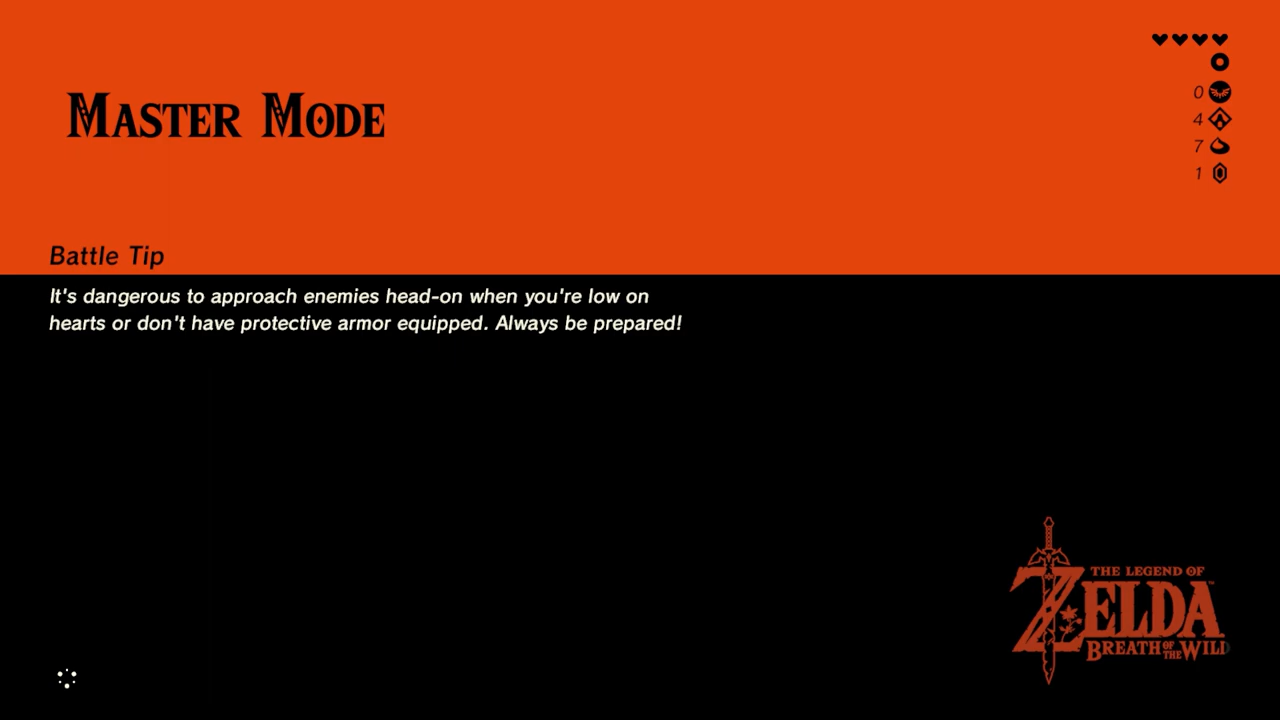 MASTER MODE
0
4
7
1
Battle Tip
It's dangerous to approach enemies head-on when you're low on
hearts or don't have protective armor equipped. Always be prepared!
THE LEGEND OF
ZELDA
BREATH OF THE WILD